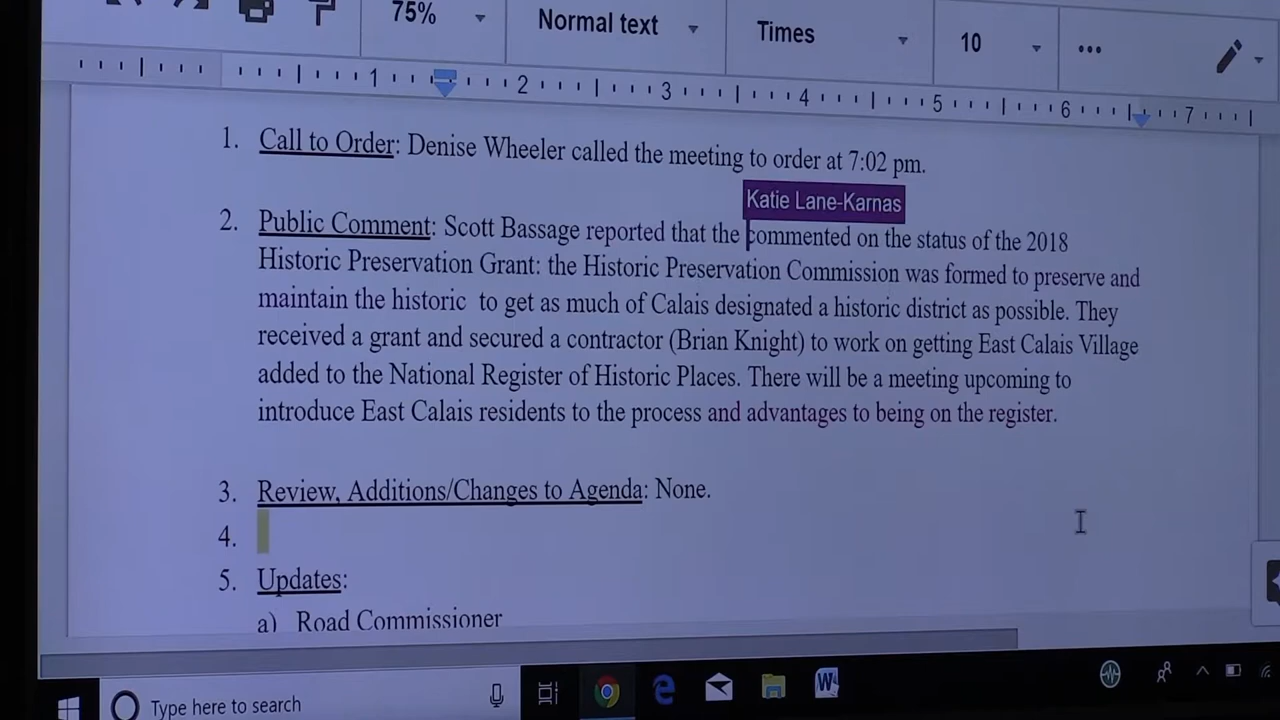 75% Normal text Times 10
1 2 3 4 5 6 7
1. Call to Order: Denise Wheeler called the meeting to order at 7:02 pm.
Katie Lane-Karnas
2. Public Comment: Scott Bassage reported that the commented on the status of the 2018
Historic Preservation Grant: the Historic Preservation Commission was formed to preserve and
maintain the historic to get as much of Calais designated a historic district as possible. They
received a grant and secured a contractor (Brian Knight) to work on getting East Calais Village
added to the National Register of Historic Places. There will be a meeting upcoming to
introduce East Calais residents to the process and advantages to being on the register.
3. Review, Additions/Changes to Agenda: None.
4.
5. Updates:
a) Road Commissioner
Type here to search